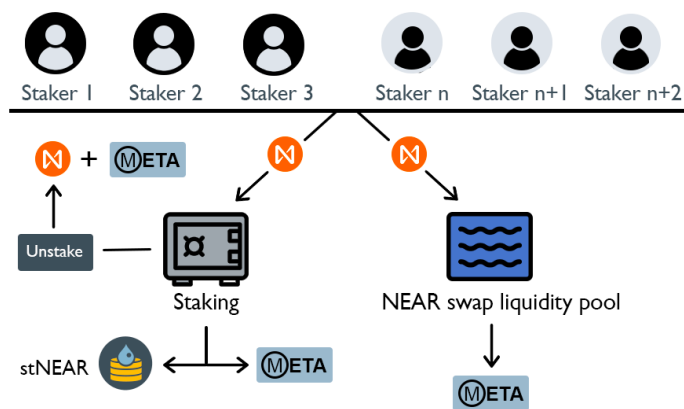 Staker 1 Staker 2 Staker 3 Staker n Staker n+1 Staker n+2
+ META
Unstake
Staking
NEAR swap liquidity pool
stNEAR
META
META